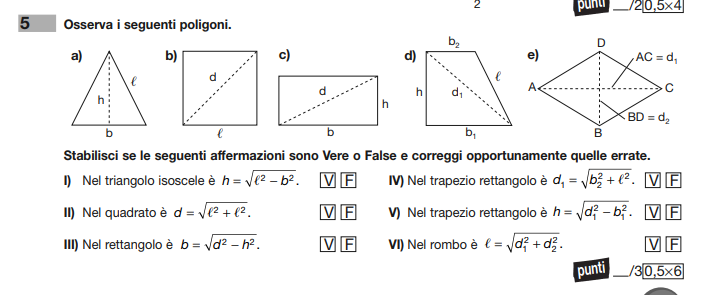 2
punti __/2 0,5×4
5 Osserva i seguenti poligoni.
a) b) c) d) e)
b₂ D
ℓ d d h d₁ ℓ AC = d₁
h h A C
b ℓ b b₁ B BD = d₂
Stabilisci se le seguenti affermazioni sono Vere o False e correggi opportunamente quelle errate.
I) Nel triangolo isoscele è h = √(ℓ² – b²). V F
II) Nel quadrato è d = √(ℓ² + ℓ²). V F
III) Nel rettangolo è b = √(d² – h²). V F
IV) Nel trapezio rettangolo è d₁ = √(b₂² + ℓ²). V F
V) Nel trapezio rettangolo è h = √(d₁² – b₁²). V F
VI) Nel rombo è ℓ = √(d₁² + d₂²). V F
punti __/3 0,5×6